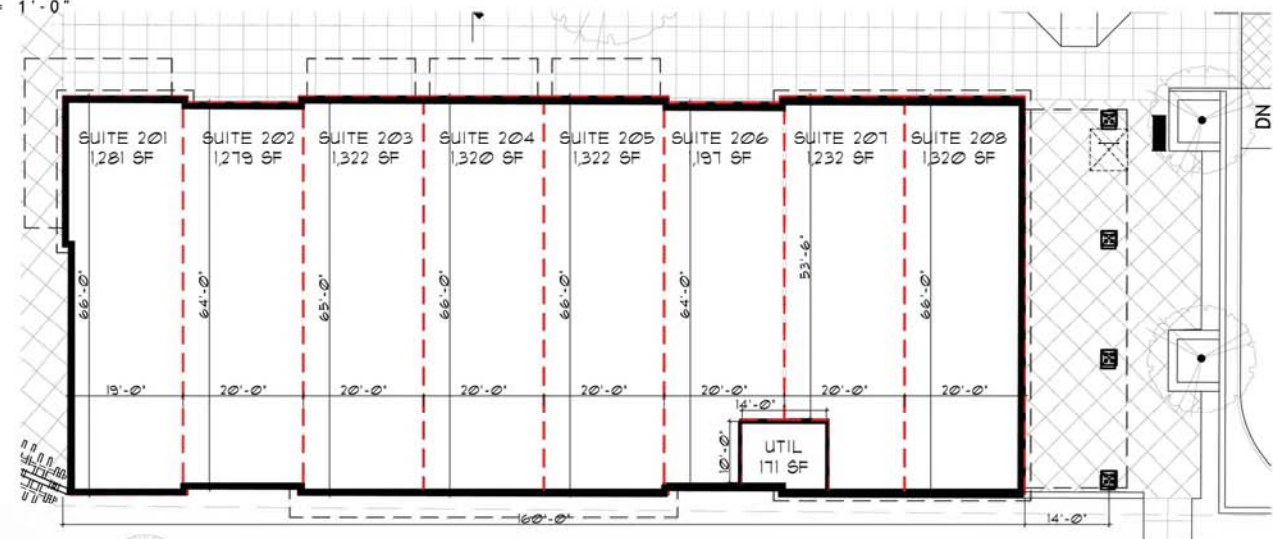 = 1'-0"
SUITE 201
1,281 SF
SUITE 202
1,279 SF
SUITE 203
1,322 SF
SUITE 204
1,320 SF
SUITE 205
1,322 SF
SUITE 206
1,197 SF
SUITE 207
1,232 SF
SUITE 208
1,320 SF
DN
66'-0"
64'-0"
65'-0"
66'-0"
66'-0"
64'-0"
53'-6"
66'-0"
19'-0"
20'-0"
20'-0"
20'-0"
20'-0"
20'-0"
20'-0"
20'-0"
14'-0"
10'-0"
UTIL
171 SF
160'-0"
14'-0"